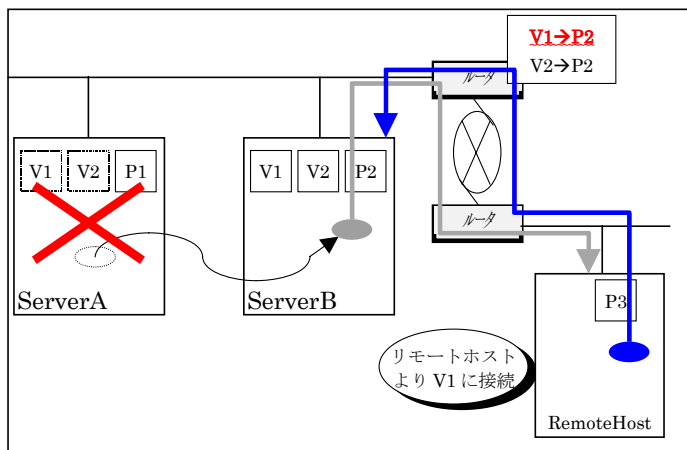 V1→P2
V2→P2
ルータ
V1 V2 P1
V1 V2 P2
ルータ
ServerA
ServerB
P3
リモートホスト
より V1 に接続
RemoteHost